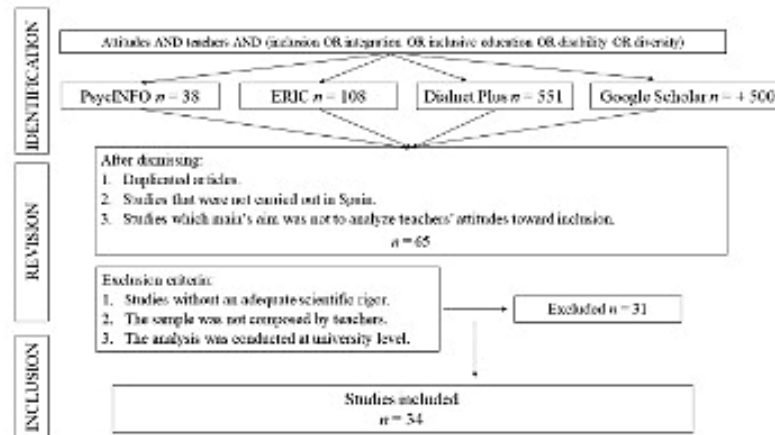 IDENTIFICATION
Attitudes AND teachers AND (inclusion OR integration OR inclusive education OR disability OR diversity)
PsycINFO n = 38
ERIC n = 108
Dialnet Plus n = 551
Google Scholar n = + 500
REVISION
After dismissing:
1. Duplicated articles.
2. Studies that were not carried out in Spain.
3. Studies which main's aim was not to analyze teachers' attitudes toward inclusion.
n = 65
Exclusion criteria:
1. Studies without an adequate scientific rigor.
2. The sample was not composed by teachers.
3. The analysis was conducted at university level.
Excluded n = 31
INCLUSION
Studies included
n = 34